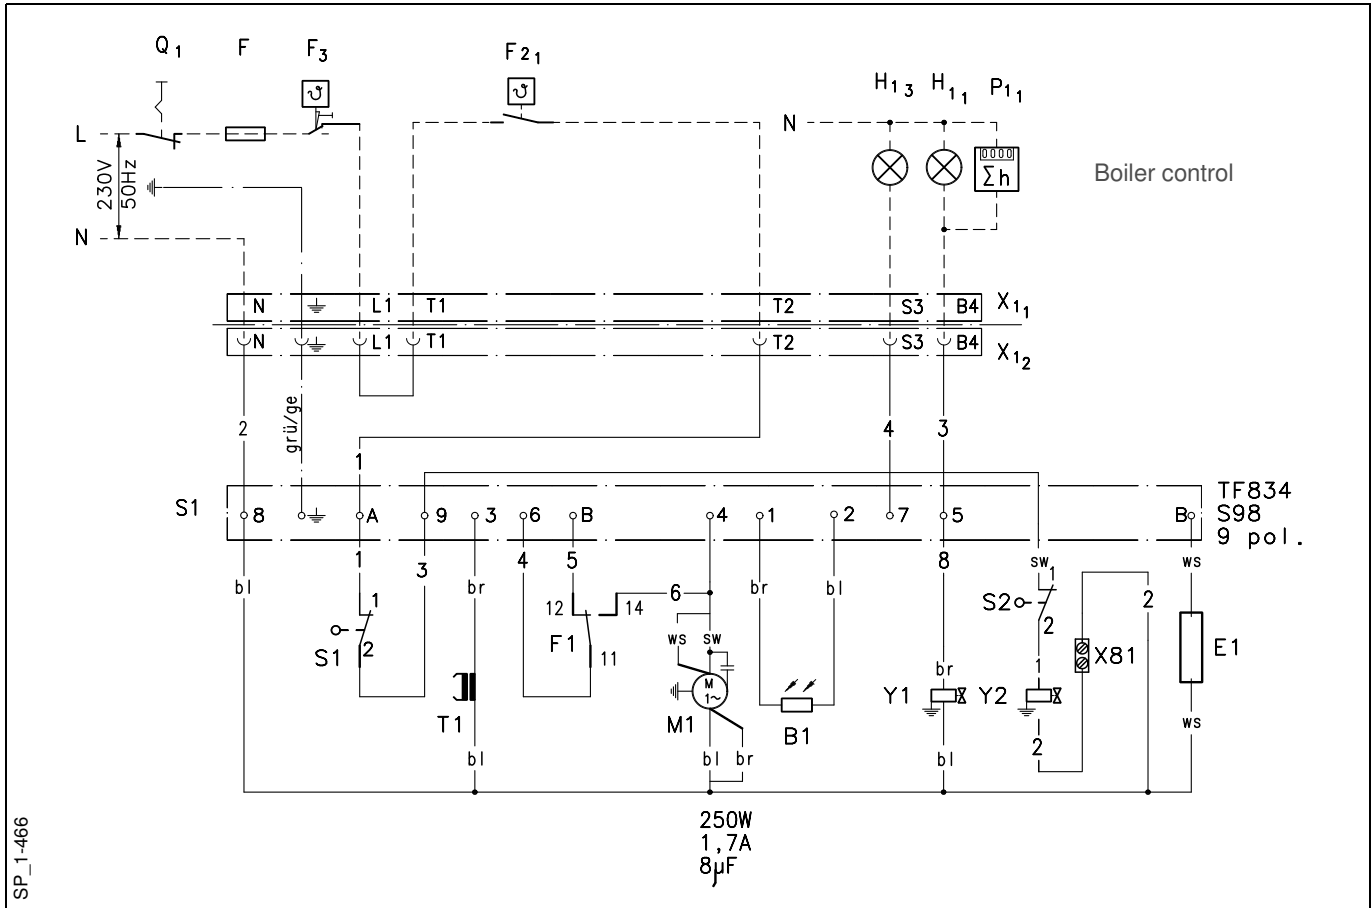 Q1 F F3 F21
H13 H11 P11
L
N
230V
50Hz
0000
Σh
Boiler control
N
N L1 T1 T2 S3 B4 X11
N L1 T1 T2 S3 B4 X12
2 grü/ge 1 4 3
S1 8 A 9 3 6 B 4 1 2 7 5 B
TF834
S98
9 pol.
1 3 4 5 8
bl br br bl sw ws
1 12 14 6 1 2
S1 2 F1 11 ws sw S2 2 X81 E1
M
1~
br 1
T1 M1 B1 Y1 Y2 ws
bl bl br bl 2
250W
1,7A
8µF
SP_1-466
ϑ
ϑ